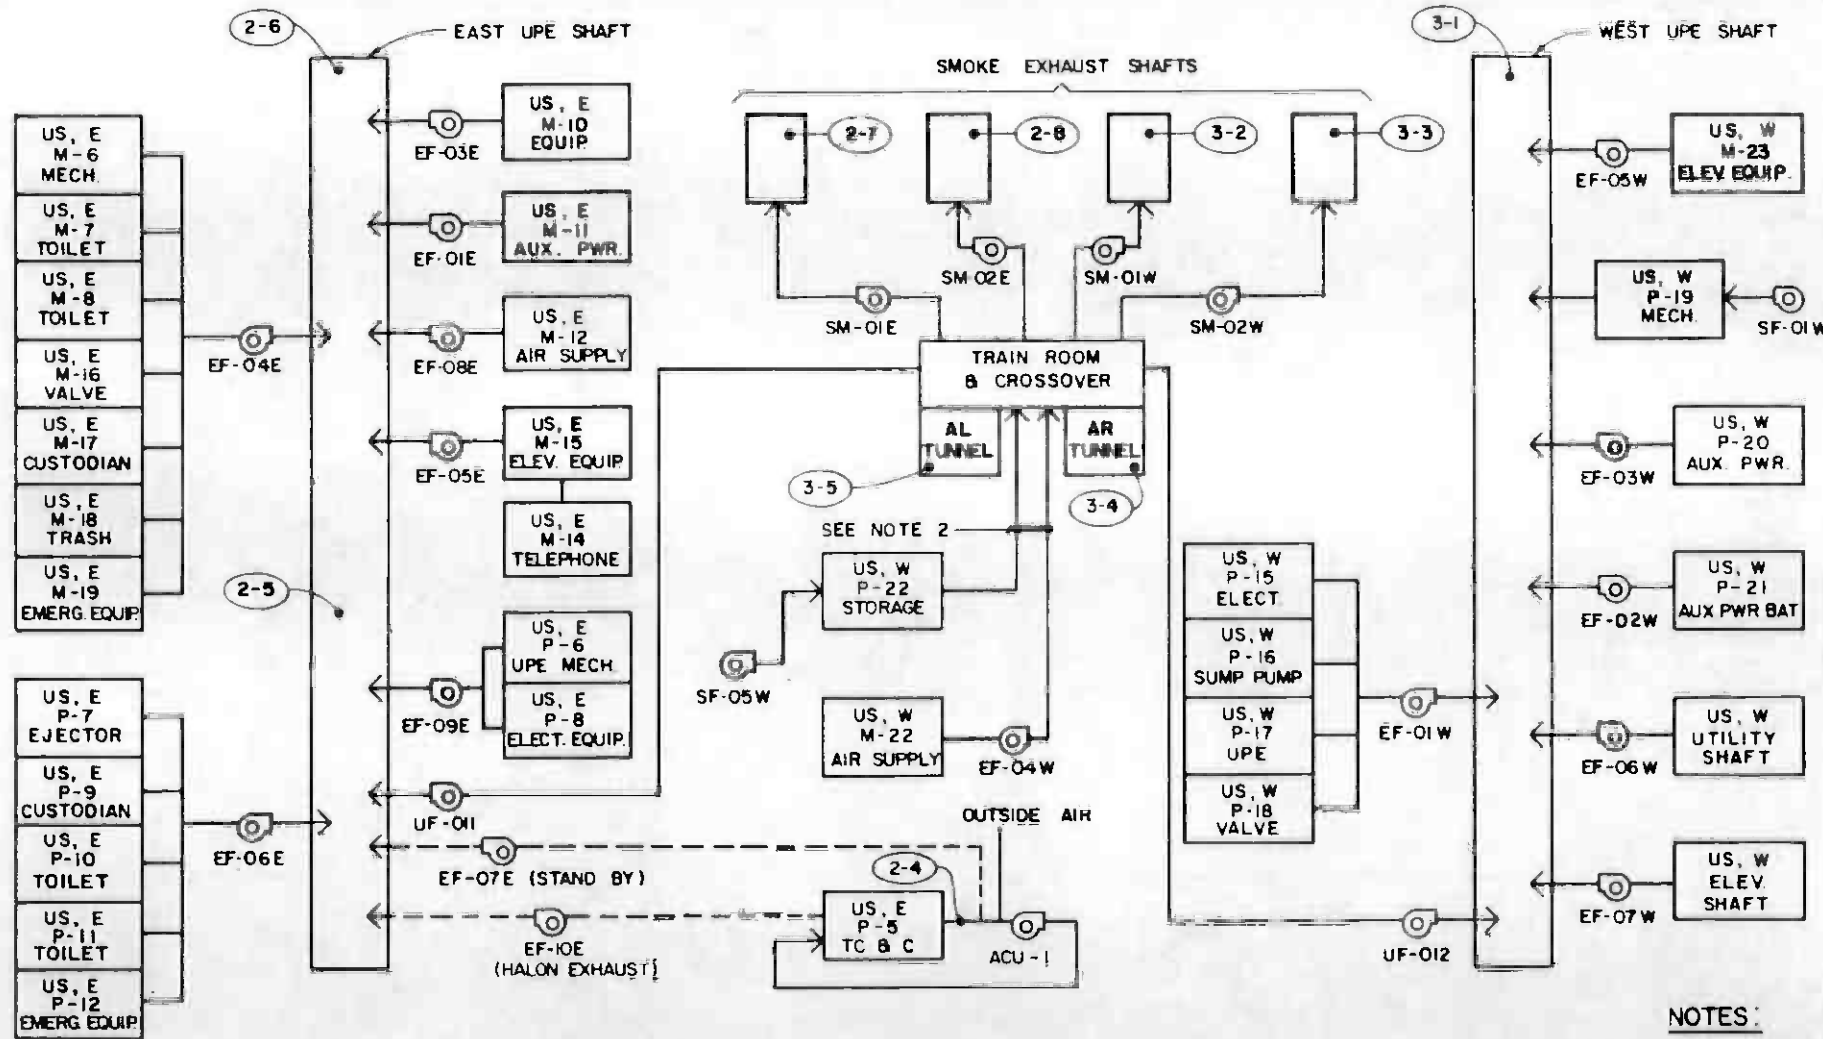 2-6
EAST UPE SHAFT
3-1
WEST UPE SHAFT
SMOKE EXHAUST SHAFTS
US, E
M-6
MECH.
US, E
M-7
TOILET
US, E
M-8
TOILET
US, E
M-16
VALVE
US, E
M-17
CUSTODIAN
US, E
M-18
TRASH
US, E
M-19
EMERG. EQUIP.
EF-04E
US, E
P-7
EJECTOR
US, E
P-9
CUSTODIAN
US, E
P-10
TOILET
US, E
P-11
TOILET
US, E
P-12
EMERG. EQUIP.
EF-06E
2-5
EF-03E
US, E
M-10
EQUIP.
EF-01E
US, E
M-11
AUX. PWR.
EF-08E
US, E
M-12
AIR SUPPLY
EF-05E
US, E
M-15
ELEV. EQUIP.
US, E
M-14
TELEPHONE
EF-09E
US, E
P-6
UPE MECH.
US, E
P-8
ELECT. EQUIP.
UF-011
EF-07E (STAND BY)
EF-10E
(HALON EXHAUST)
2-7
2-8
3-2
3-3
SM-01E
SM-02E
SM-01W
SM-02W
TRAIN ROOM
& CROSSOVER
AL
TUNNEL
AR
TUNNEL
3-5
3-4
SEE NOTE 2
US, W
P-22
STORAGE
SF-05W
US, W
M-22
AIR SUPPLY
EF-04W
OUTSIDE AIR
2-4
US, E
P-5
TC & C
ACU-1
US, W
P-15
ELECT.
US, W
P-16
SUMP PUMP
US, W
P-17
UPE
US, W
P-18
VALVE
EF-01W
UF-012
EF-05W
US, W
M-23
ELEV. EQUIP.
US, W
P-19
MECH.
SF-01W
EF-03W
US, W
P-20
AUX. PWR.
EF-02W
US, W
P-21
AUX PWR BAT
EF-06W
US, W
UTILITY
SHAFT
EF-07W
US, W
ELEV.
SHAFT
NOTES: